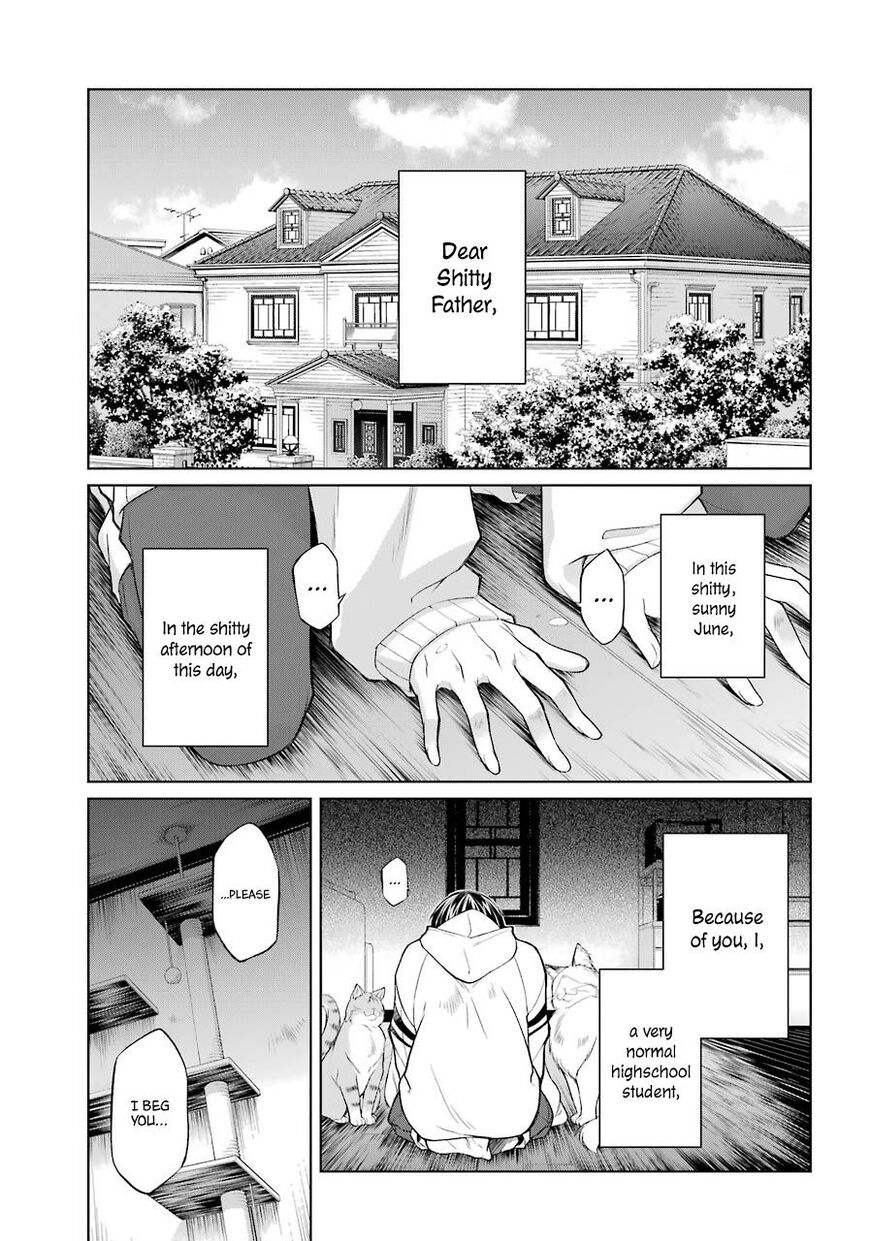 Dear
Shitty
Father,
In this
shitty,
sunny
June,
...
...
In the shitty
afternoon of
this day,
Because
of you, I,
a very
normal
highschool
student,
...
...PLEASE
I BEG
YOU...